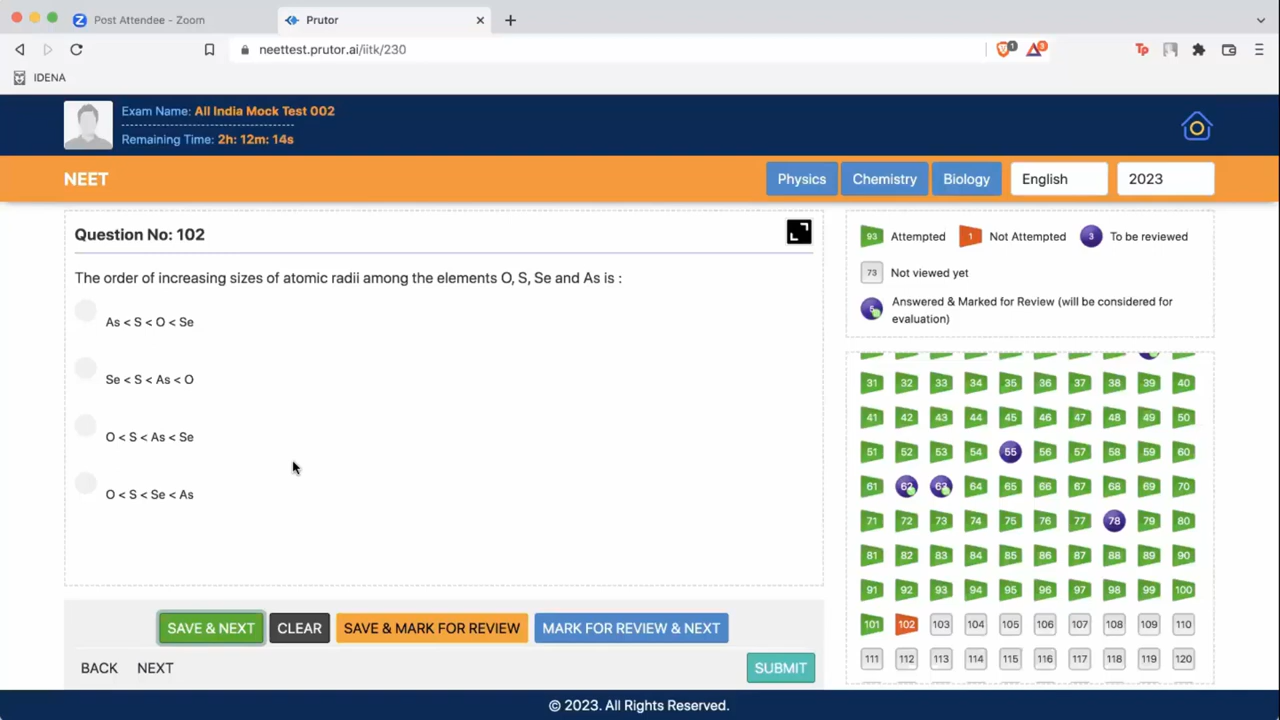 Post Attendee - Zoom
Prutor
neettest.prutor.ai/iitk/230
1
3
Tp
IDENA
Exam Name: All India Mock Test 002
Remaining Time: 2h: 12m: 14s
NEET
Physics
Chemistry
Biology
English
2023
Question No: 102
The order of increasing sizes of atomic radii among the elements O, S, Se and As is :
As < S < O < Se
Se < S < As < O
O < S < As < Se
O < S < Se < As
SAVE & NEXT
CLEAR
SAVE & MARK FOR REVIEW
MARK FOR REVIEW & NEXT
BACK
NEXT
SUBMIT
93 Attempted
1 Not Attempted
3 To be reviewed
73 Not viewed yet
5 Answered & Marked for Review (will be considered for
evaluation)
31 32 33 34 35 36 37 38 39 40
41 42 43 44 45 46 47 48 49 50
51 52 53 54 55 56 57 58 59 60
61 62 63 64 65 66 67 68 69 70
71 72 73 74 75 76 77 78 79 80
81 82 83 84 85 86 87 88 89 90
91 92 93 94 95 96 97 98 99 100
101 102 103 104 105 106 107 108 109 110
111 112 113 114 115 116 117 118 119 120
© 2023. All Rights Reserved.